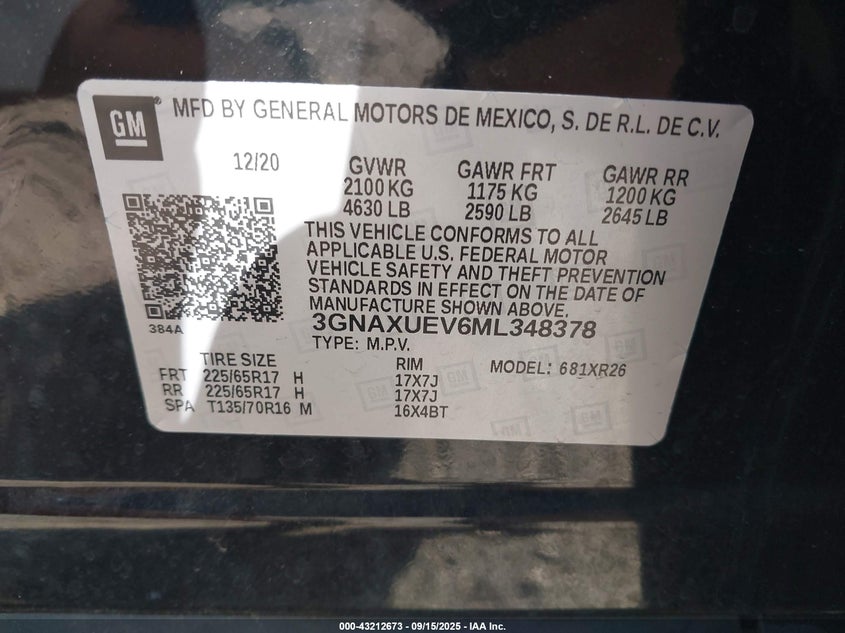 GM
MFD BY GENERAL MOTORS DE MEXICO, S. DE R.L. DE C.V.
12/20 GVWR GAWR FRT GAWR RR
2100 KG 1175 KG 1200 KG
4630 LB 2590 LB 2645 LB
THIS VEHICLE CONFORMS TO ALL
APPLICABLE U.S. FEDERAL MOTOR
VEHICLE SAFETY AND THEFT PREVENTION
STANDARDS IN EFFECT ON THE DATE OF
MANUFACTURE SHOWN ABOVE.
384A 3GNAXUEV6ML348378
TYPE: M.P.V.
TIRE SIZE RIM MODEL: 681XR26
FRT 225/65R17 H 17X7J
RR 225/65R17 H 17X7J
SPA T135/70R16 M 16X4BT
000-43212673 - 09/15/2025 - IAA Inc.